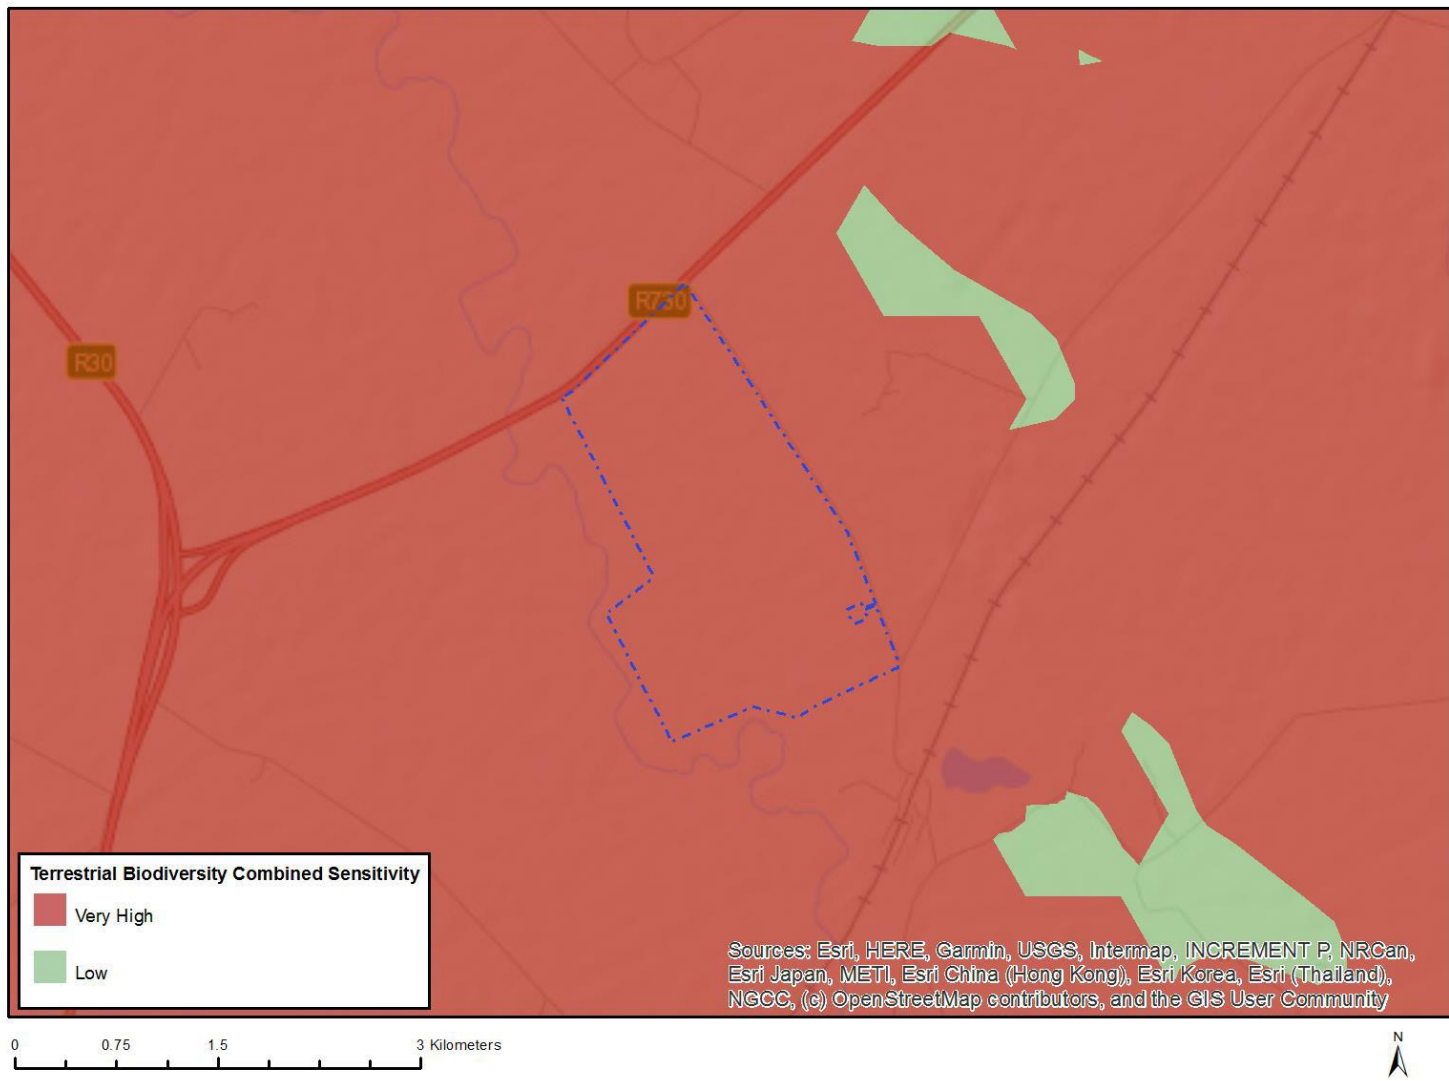 R730
R30
Terrestrial Biodiversity Combined Sensitivity
Very High
Low
Sources: Esri, HERE, Garmin, USGS, Intermap, INCREMENT P, NRCan,
Esri Japan, METI, Esri China (Hong Kong), Esri Korea, Esri (Thailand),
NGCC, (c) OpenStreetMap contributors, and the GIS User Community
0 0.75 1.5 3 Kilometers
N